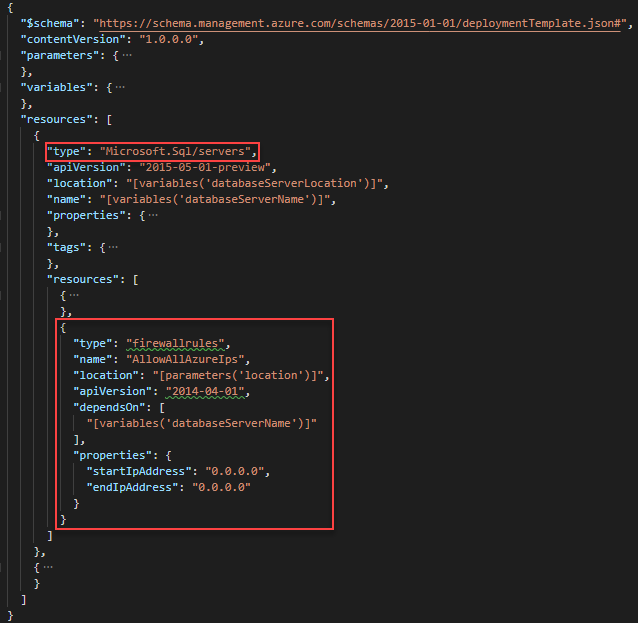 {
"$schema": "https://schema.management.azure.com/schemas/2015-01-01/deploymentTemplate.json#",
"contentVersion": "1.0.0.0",
"parameters": {…
},
"variables": {…
},
"resources": [
{
"type": "Microsoft.Sql/servers",
"apiVersion": "2015-05-01-preview",
"location": "[variables('databaseServerLocation')]",
"name": "[variables('databaseServerName')]",
"properties": {…
},
"tags": {…
},
"resources": [
{…
},
{
"type": "firewallrules",
"name": "AllowAllAzureIps",
"location": "[parameters('location')]",
"apiVersion": "2014-04-01",
"dependsOn": [
"[variables('databaseServerName')]"
],
"properties": {
"startIpAddress": "0.0.0.0",
"endIpAddress": "0.0.0.0"
}
}
]
},
{…
}
]
}